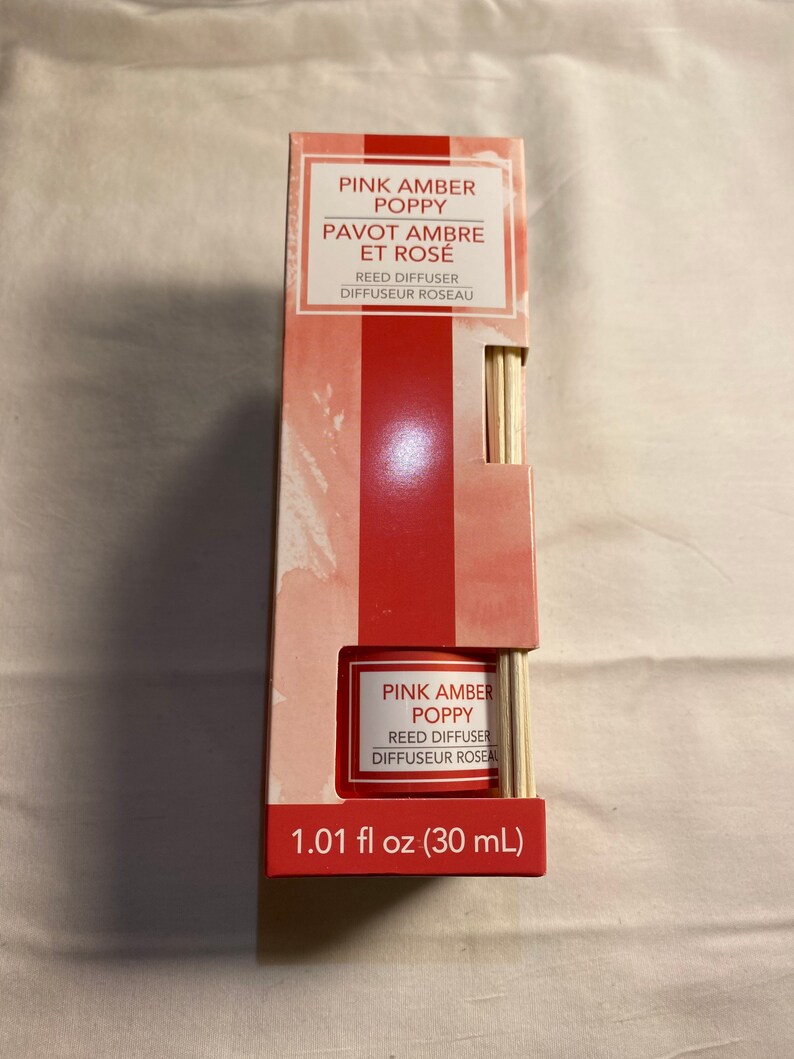 PINK AMBER
POPPY
PAVOT AMBRE
ET ROSÉ
REED DIFFUSER
DIFFUSEUR ROSEAU
PINK AMBER
POPPY
REED DIFFUSER
DIFFUSEUR ROSEAU
1.01 fl oz (30 mL)